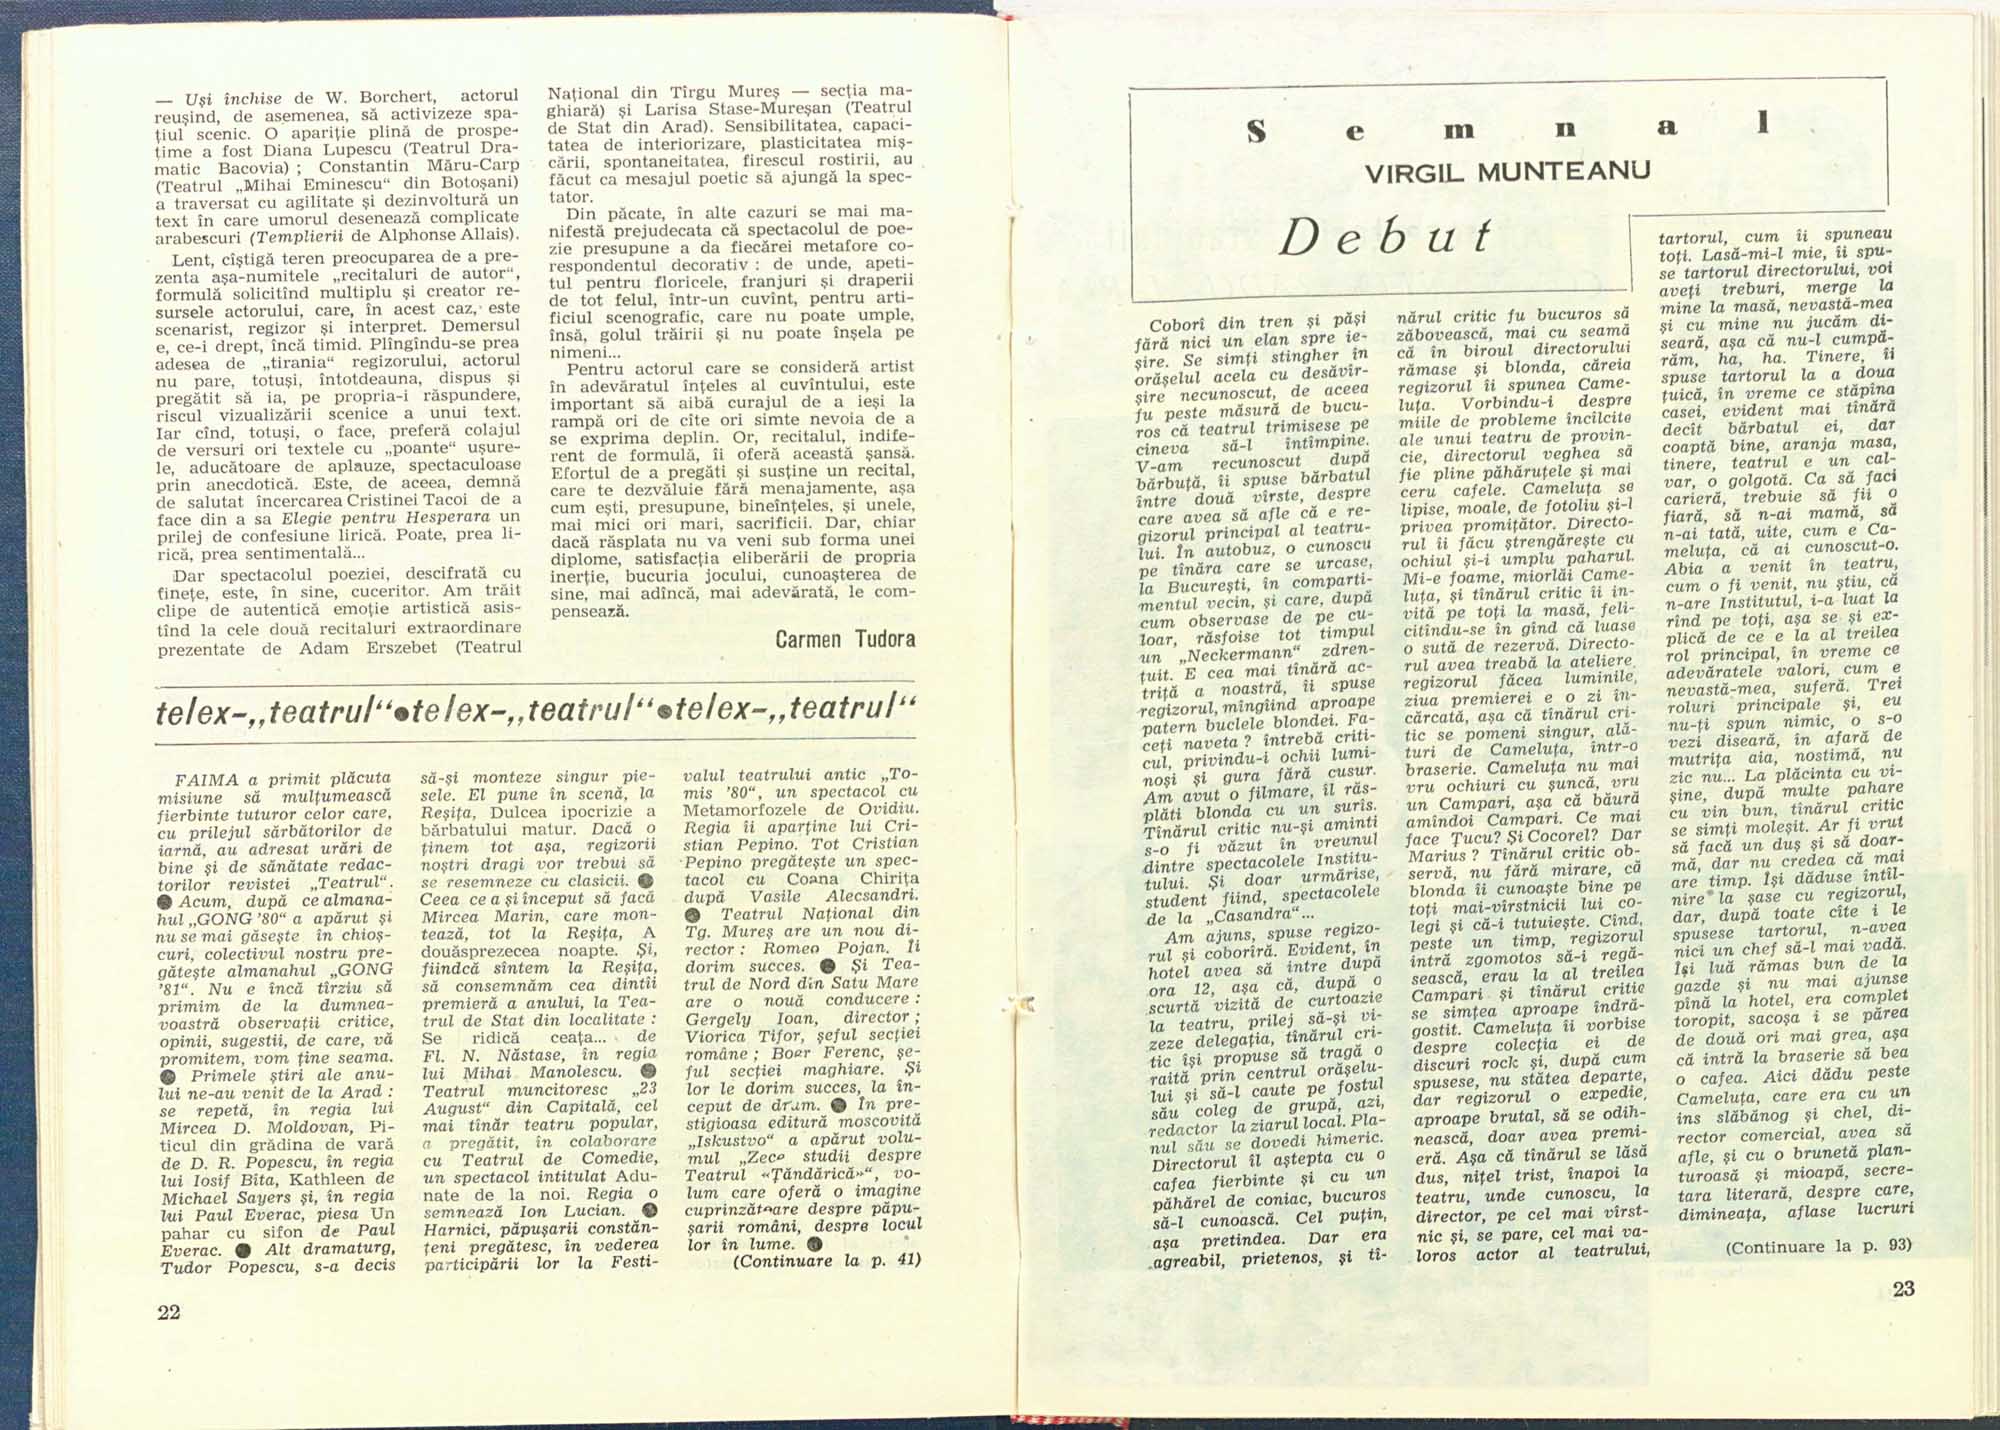 — Uși închise de W. Borchert, actorul
reușind, de asemenea, să activizeze spa-
țiul scenic. O apariție plină de prospe-
țime a fost Diana Lupescu (Teatrul Dra-
matic Bacovia) ; Constantin Măru-Carp
(Teatrul „Mihai Eminescu“ din Botoșani)
a traversat cu agilitate și dezinvoltură un
text în care umorul desenează complicate
arabescuri (Templierii de Alphonse Allais).
Lent, cîștigă teren preocuparea de a pre-
zenta așa-numitele „recitaluri de autor“,
formulă solicitînd multiplu și creator re-
sursele actorului, care, în acest caz, este
scenarist, regizor și interpret. Demersul
e, ce-i drept, încă timid. Plîngîndu-se prea
adesea de „tirania“ regizorului, actorul
nu pare, totuși, întotdeauna, dispus și
pregătit să ia, pe propria-i răspundere,
riscul vizualizării scenice a unui text.
Iar cînd, totuși, o face, preferă colajul
de versuri ori textele cu „poante“ ușure-
le, aducătoare de aplauze, spectaculoase
prin anecdotică. Este, de aceea, demnă
de salutat încercarea Cristinei Tacoi de a
face din a sa Elegie pentru Hesperara un
prilej de confesiune lirică. Poate, prea li-
rică, prea sentimentală...
Dar spectacolul poeziei, descifrată cu
finețe, este, în sine, cuceritor. Am trăit
clipe de autentică emoție artistică asis-
tînd la cele două recitaluri extraordinare
prezentate de Adam Erszebet (Teatrul
Național din Tîrgu Mureș — secția ma-
ghiară) și Larisa Stase-Mureșan (Teatrul
de Stat din Arad). Sensibilitatea, capaci-
tatea de interiorizare, plasticitatea miș-
cării, spontaneitatea, firescul rostirii, au
făcut ca mesajul poetic să ajungă la spec-
tator.
Din păcate, în alte cazuri se mai ma-
nifestă prejudecata că spectacolul de poe-
zie presupune a da fiecărei metafore co-
respondentul decorativ : de unde, apeti-
tul pentru floricele, franjuri și draperii
de tot felul, într-un cuvînt, pentru arti-
ficiul scenografic, care nu poate umple,
însă, golul trăirii și nu poate înșela pe
nimeni...
Pentru actorul care se consideră artist
în adevăratul înțeles al cuvîntului, este
important să aibă curajul de a ieși la
rampă ori de cîte ori simte nevoia de a
se exprima deplin. Or, recitalul, indife-
rent de formulă, îi oferă această șansă.
Efortul de a pregăti și susține un recital,
care te dezvăluie fără menajamente, așa
cum ești, presupune, bineînțeles, și unele,
mai mici ori mari, sacrificii. Dar, chiar
dacă răsplata nu va veni sub forma unei
diplome, satisfacția eliberării de propria
inerție, bucuria jocului, cunoașterea de
sine, mai adîncă, mai adevărată, le com-
pensează.
Carmen Tudora
telex-„teatrul“●telex-„teatrul“●telex-„teatrul“
FAIMA a primit plăcuta
misiune să mulțumească
fierbinte tuturor celor care,
cu prilejul sărbătorilor de
iarnă, au adresat urări de
bine și de sănătate redac-
torilor revistei „Teatrul“.
● Acum, după ce almana-
hul „GONG '80“ a apărut și
nu se mai găsește în chioș-
curi, colectivul nostru pre-
gătește almanahul „GONG
'81“. Nu e încă tîrziu să
primim de la dumnea-
voastră observații critice,
opinii, sugestii, de care, vă
promitem, vom ține seama.
● Primele știri ale anu-
lui ne-au venit de la Arad :
se repetă, în regia lui
Mircea D. Moldovan, Pi-
ticul din grădina de vară
de D. R. Popescu, în regia
lui Iosif Bîta, Kathleen de
Michael Sayers și, în regia
lui Paul Everac, piesa Un
pahar cu sifon de Paul
Everac. ● Alt dramaturg,
Tudor Popescu, s-a decis
să-și monteze singur pie-
sele. El pune în scenă, la
Reșița, Dulcea ipocrizie a
bărbatului matur. Dacă o
ținem tot așa, regizorii
noștri dragi vor trebui să
se resemneze cu clasicii. ●
Ceea ce a și început să facă
Mircea Marin, care mon-
tează, tot la Reșița, A
douăsprezecea noapte. Și,
fiindcă sîntem la Reșița,
să consemnăm cea dintîi
premieră a anului, la Tea-
trul de Stat din localitate :
Se ridică ceața... de
Fl. N. Năstase, în regia
lui Mihai Manolescu. ●
Teatrul muncitoresc „23
August“ din Capitală, cel
mai tînăr teatru popular,
a pregătit, în colaborare
cu Teatrul de Comedie,
un spectacol intitulat Adu-
nate de la noi. Regia o
semnează Ion Lucian. ●
Harnici, păpușarii constăn-
țeni pregătesc, în vederea
participării lor la Festi-
valul teatrului antic „To-
mis '80“, un spectacol cu
Metamorfozele de Ovidiu.
Regia îi aparține lui Cri-
stian Pepino. Tot Cristian
Pepino pregătește un spec-
tacol cu Coana Chirița
după Vasile Alecsandri.
● Teatrul Național din
Tg. Mureș are un nou di-
rector : Romeo Pojan. Îi
dorim succes. ● Și Tea-
trul de Nord din Satu Mare
are o nouă conducere :
Gergely Ioan, director ;
Viorica Tifor, șeful secției
române ; Boer Ferenc, șe-
ful secției maghiare. Și
lor le dorim succes, la în-
ceput de drum. ● În pre-
stigioasa editură moscovită
„Iskustvo“ a apărut volu-
mul „Zece studii despre
Teatrul «Țăndărică»“, vo-
lum care oferă o imagine
cuprinzătoare despre păpu-
șarii români, despre locul
lor în lume. ●
(Continuare la p. 41)
22
Semnal
VIRGIL MUNTEANU
Debut
Coborî din tren și păși
fără nici un elan spre ie-
șire. Se simți stingher în
orășelul acela cu desăvîr-
șire necunoscut, de aceea
fu peste măsură de bucu-
ros că teatrul trimisese pe
cineva să-l întîmpine.
V-am recunoscut după
bărbuță, îi spuse bărbatul
între două vîrste, despre
care avea să afle că e re-
gizorul principal al teatru-
lui. În autobuz, o cunoscu
pe tînăra care se urcase,
la București, în comparti-
mentul vecin, și care, după
cum observase de pe cu-
loar, răsfoise tot timpul
un „Neckermann“ zdren-
țuit. E cea mai tînără ac-
triță a noastră, îi spuse
regizorul, mîngîind aproape
patern buclele blondei. Fa-
ceți naveta ? întrebă criti-
cul, privindu-i ochii lumi-
noși și gura fără cusur.
Am avut o filmare, îl răs-
plăti blonda cu un surîs.
Tînărul critic nu-și aminti
s-o fi văzut în vreunul
dintre spectacolele Institu-
tului. Și doar urmărise,
student fiind, spectacolele
de la „Casandra“...
Am ajuns, spuse regizo-
rul și coborîră. Evident, în
hotel avea să intre după
ora 12, așa că, după o
scurtă vizită de curtoazie
la teatru, prilej să-și vi-
zeze delegația, tînărul cri-
tic își propuse să tragă o
raită prin centrul orășelu-
lui și să-l caute pe fostul
său coleg de grupă, azi,
redactor la ziarul local. Pla-
nul său se dovedi himeric.
Directorul îl aștepta cu o
cafea fierbinte și cu un
păhărel de coniac, bucuros
să-l cunoască. Cel puțin,
așa pretindea. Dar era
agreabil, prietenos, și tî-
nărul critic fu bucuros să
zăbovească, mai cu seamă
că în biroul directorului
rămase și blonda, căreia
regizorul îi spunea Came-
luța. Vorbindu-i despre
miile de probleme încîlcite
ale unui teatru de provin-
cie, directorul veghea să
fie pline păhăruțele și mai
ceru cafele. Cameluța se
lipise, moale, de fotoliu și-l
privea promițător. Directo-
rul îi făcu ștrengărește cu
ochiul și-i umplu paharul.
Mi-e foame, miorlăi Came-
luța, și tînărul critic îi in-
vită pe toți la masă, feli-
citîndu-se în gînd că luase
o sută de rezervă. Directo-
rul avea treabă la ateliere,
regizorul făcea luminile,
ziua premierei e o zi în-
cărcată, așa că tînărul cri-
tic se pomeni singur, ală-
turi de Cameluța, într-o
braserie. Cameluța nu mai
vru ochiuri cu șuncă, vru
un Campari, așa că băură
amîndoi Campari. Ce mai
face Țucu? Și Cocorel? Dar
Marius ? Tînărul critic ob-
servă, nu fără mirare, că
blonda îi cunoaște bine pe
toți mai-vîrstnicii lui co-
legi și că-i tutuiește. Cînd,
peste un timp, regizorul
intră zgomotos să-i regă-
sească, erau la al treilea
Campari și tînărul critic
se simțea aproape îndră-
gostit. Cameluța îi vorbise
despre colecția ei de
discuri rock și, după cum
spusese, nu stătea departe,
dar regizorul o expedie,
aproape brutal, să se odih-
nească, doar avea premi-
eră. Așa că tînărul se lăsă
dus, nițel trist, înapoi la
teatru, unde cunoscu, la
director, pe cel mai vîrst-
nic și, se pare, cel mai va-
loros actor al teatrului,
tartorul, cum îi spuneau
toți. Lasă-mi-l mie, îi spu-
se tartorul directorului, voi
aveți treburi, merge la
mine la masă, nevastă-mea
și cu mine nu jucăm di-
seară, așa că nu-l cumpă-
răm, ha, ha. Tinere, îi
spuse tartorul la a doua
țuică, în vreme ce stăpîna
casei, evident mai tînără
decît bărbatul ei, dar
coaptă bine, aranja masa,
tinere, teatrul e un cal-
var, o golgotă. Ca să faci
carieră, trebuie să fii o
fiară, să n-ai mamă, să
n-ai tată, uite, cum e Ca-
meluța, că ai cunoscut-o.
Abia a venit în teatru,
cum o fi venit, nu știu, că
n-are Institutul, i-a luat la
rînd pe toți, așa se și ex-
plică de ce e la al treilea
rol principal, în vreme ce
adevăratele valori, cum e
nevastă-mea, suferă. Trei
roluri principale și, eu
nu-ți spun nimic, o s-o
vezi diseară, în afară de
mutrița aia, nostimă, nu
zic nu... La plăcinta cu vi-
șine, după multe pahare
cu vin bun, tînărul critic
se simți moleșit. Ar fi vrut
să facă un duș și să doar-
mă, dar nu credea că mai
are timp. Își dăduse întîl-
nire la șase cu regizorul,
dar, după toate cîte i le
spusese tartorul, n-avea
nici un chef să-l mai vadă.
Își luă rămas bun de la
gazde și nu mai ajunse
pînă la hotel, era complet
toropit, sacoșa i se părea
de două ori mai grea, așa
că intră la braserie să bea
o cafea. Aici dădu peste
Cameluța, care era cu un
ins slăbănog și chel, di-
rector comercial, avea să
afle, și cu o brunetă plan-
turoasă și mioapă, secre-
tara literară, despre care,
dimineața, aflase lucruri
(Continuare la p. 93)
23